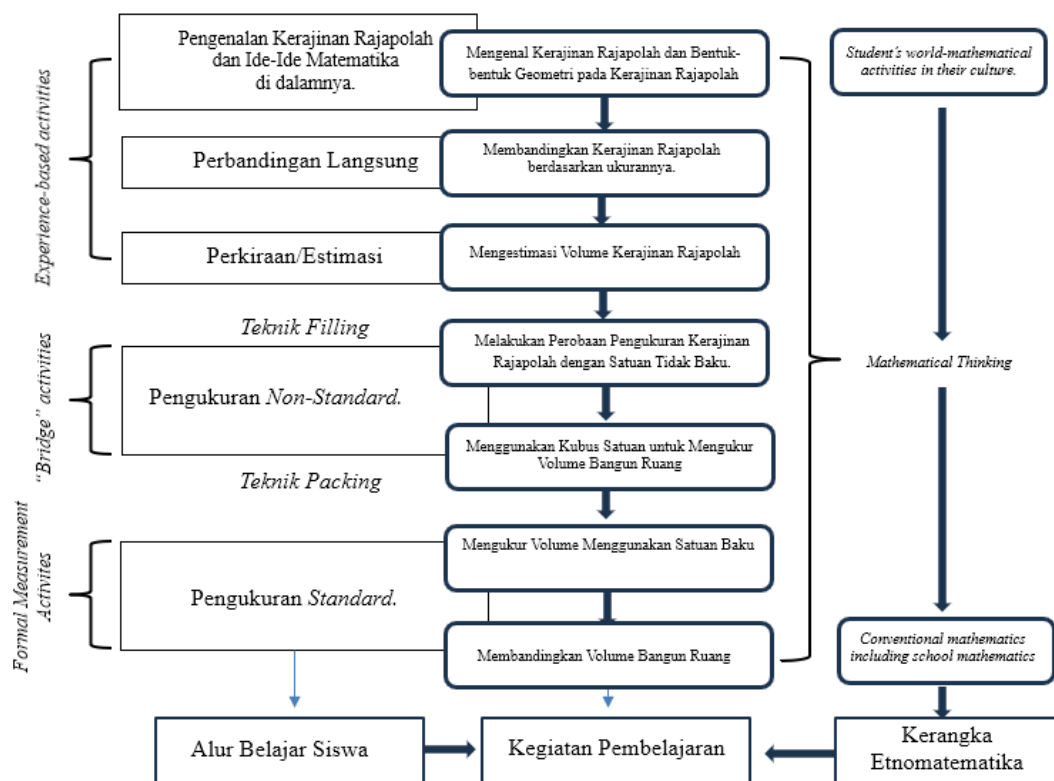 Experience-based activities
Pengenalan Kerajinan Rajapolah
dan Ide-Ide Matematika
di dalamnya.
Mengenal Kerajinan Rajapolah dan Bentuk-
bentuk Geometri pada Kerajinan Rajapolah
Student's world-mathematical
activities in their culture.
Perbandingan Langsung
Membandingkan Kerajinan Rajapolah
berdasarkan ukurannya.
Perkiraan/Estimasi
Mengestimasi Volume Kerajinan Rajapolah
"Bridge" activities
Teknik Filling
Melakukan Perobaan Pengukuran Kerajinan
Rajapolah dengan Satuan Tidak Baku.
Mathematical Thinking
Pengukuran Non-Standard.
Menggunakan Kubus Satuan untuk Mengukur
Volume Bangun Ruang
Teknik Packing
Formal Measurement
Activites
Mengukur Volume Menggunakan Satuan Baku
Pengukuran Standard.
Membandingkan Volume Bangun Ruang
Conventional mathematics
including school mathematics
Alur Belajar Siswa
Kegiatan Pembelajaran
Kerangka
Etnomatematika